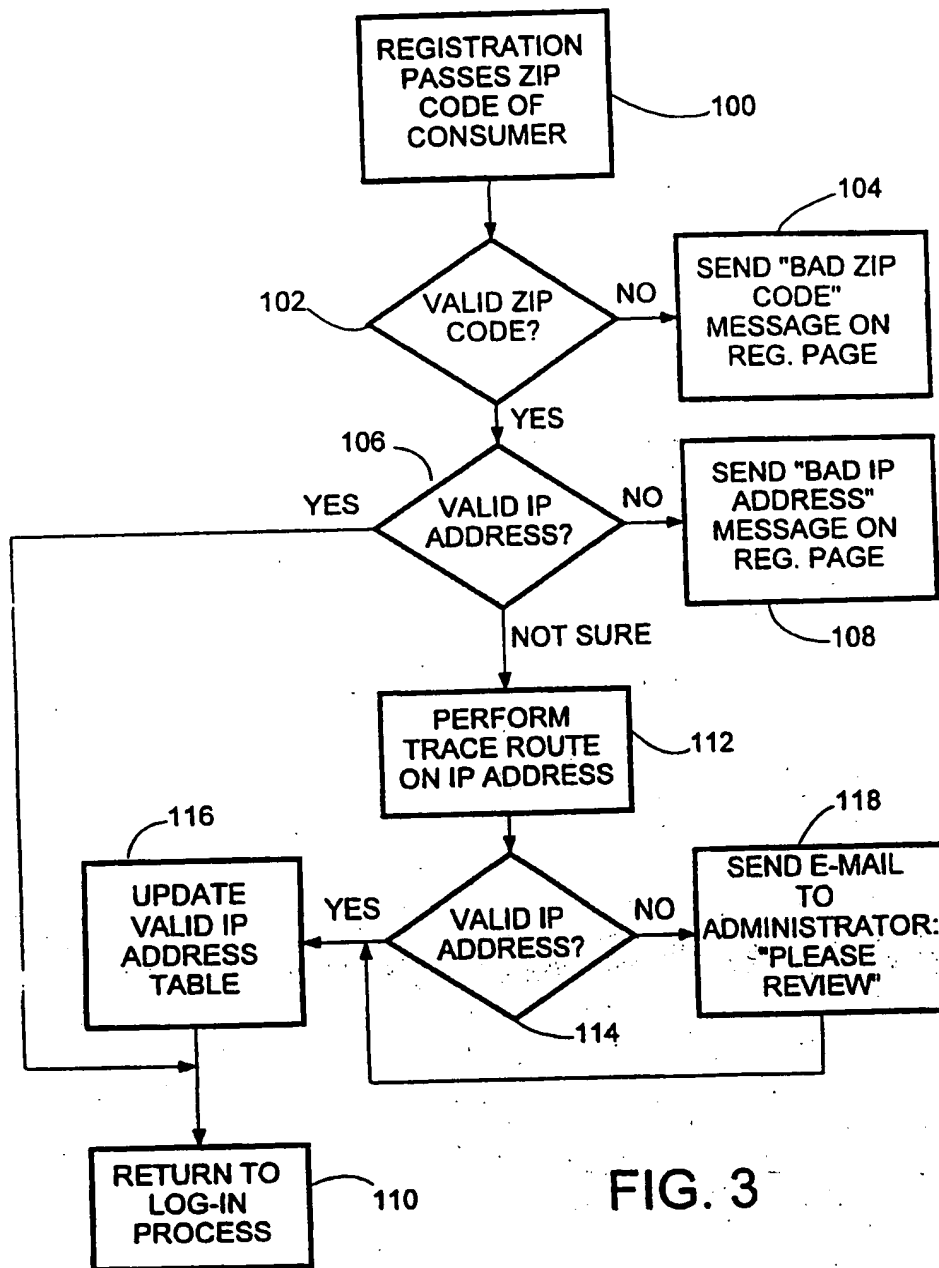 REGISTRATION
PASSES ZIP
CODE OF
CONSUMER
100
104
102
VALID ZIP
CODE?
NO
SEND "BAD ZIP
CODE"
MESSAGE ON
REG. PAGE
YES
106
YES
VALID IP
ADDRESS?
NO
SEND "BAD IP
ADDRESS"
MESSAGE ON
REG. PAGE
108
NOT SURE
PERFORM
TRACE ROUTE
ON IP ADDRESS
112
116
118
UPDATE
VALID IP
ADDRESS
TABLE
YES
VALID IP
ADDRESS?
NO
SEND E-MAIL
TO
ADMINISTRATOR:
"PLEASE
REVIEW"
114
RETURN TO
LOG-IN
PROCESS
110
FIG. 3